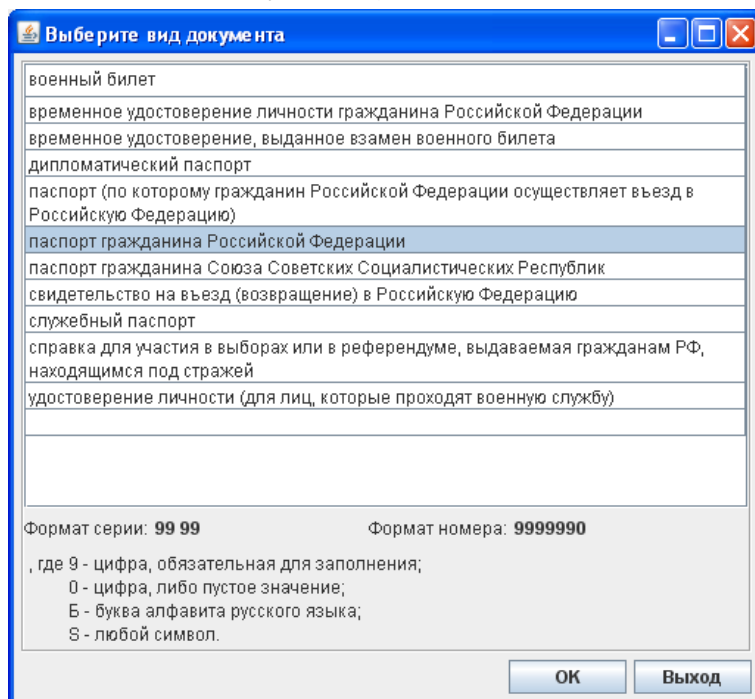 Выберите вид документа
военный билет
временное удостоверение личности гражданина Российской Федерации
временное удостоверение, выданное взамен военного билета
дипломатический паспорт
паспорт (по которому гражданин Российской Федерации осуществляет въезд в
Российскую Федерацию)
паспорт гражданина Российской Федерации
паспорт гражданина Союза Советских Социалистических Республик
свидетельство на въезд (возвращение) в Российскую Федерацию
служебный паспорт
справка для участия в выборах или в референдуме, выдаваемая гражданам РФ,
находящимся под стражей
удостоверение личности (для лиц, которые проходят военную службу)
Формат серии: 99 99 Формат номера: 9999990
, где 9 - цифра, обязательная для заполнения;
0 - цифра, либо пустое значение;
Б - буква алфавита русского языка;
S - любой символ.
ОК Выход